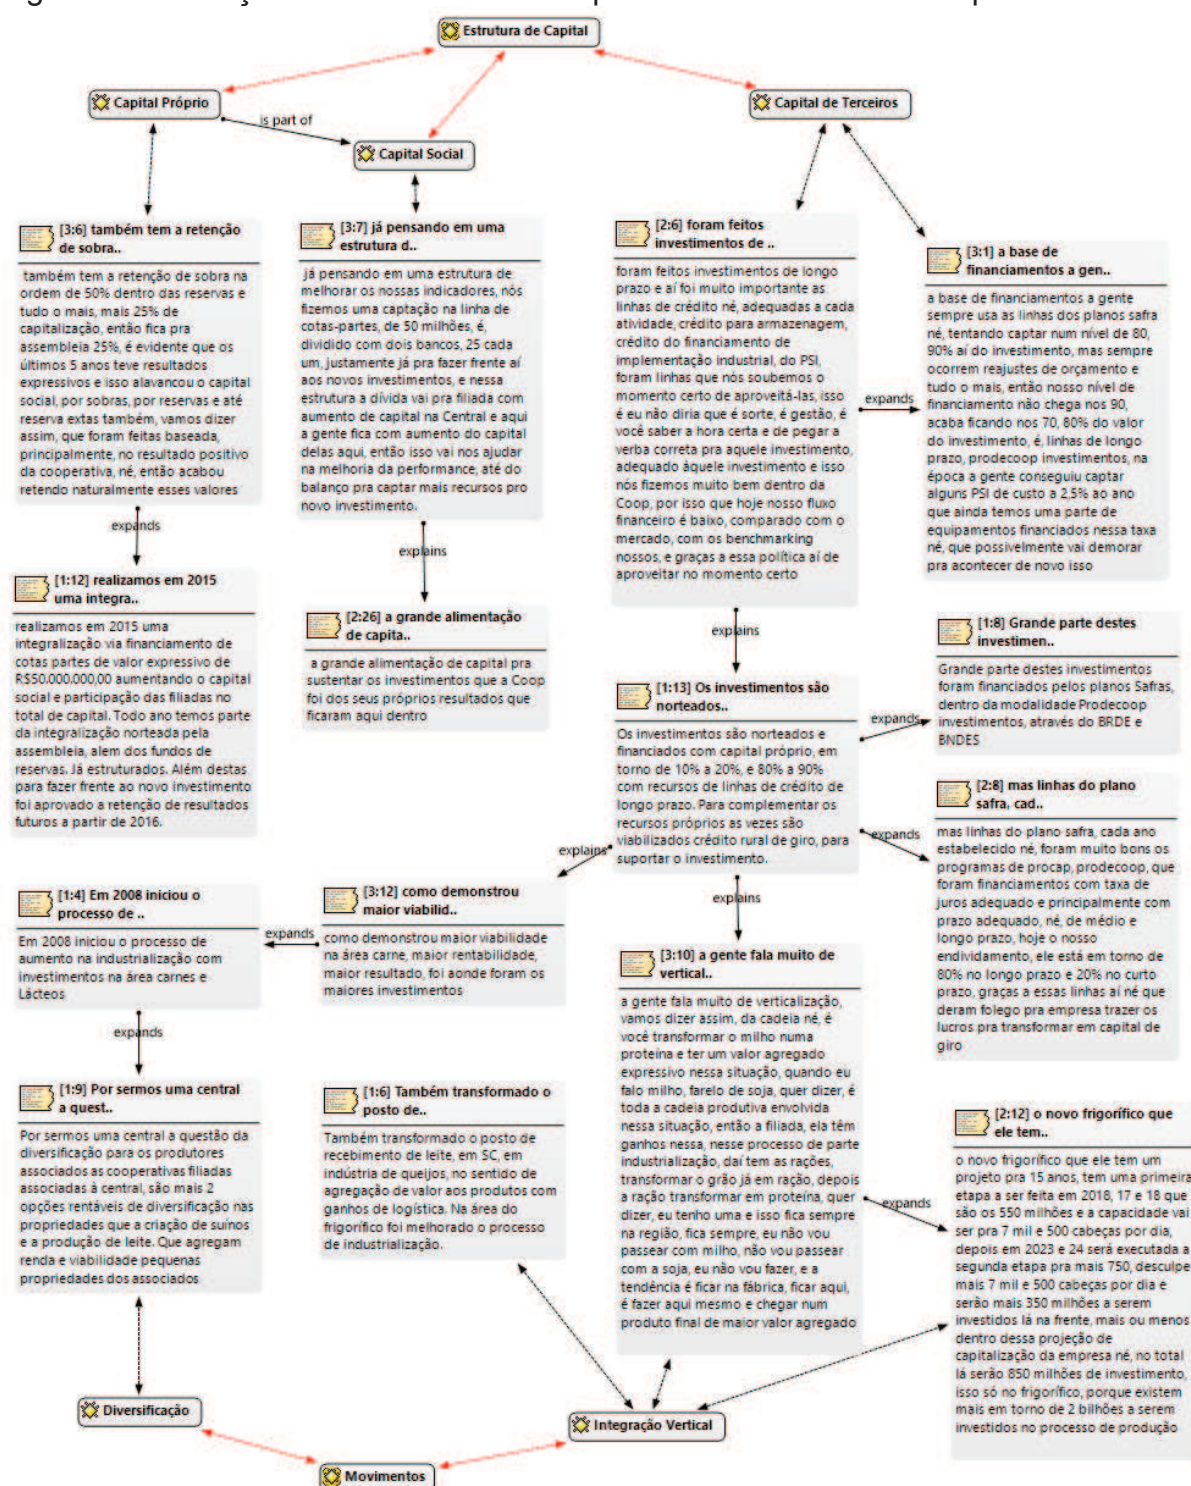 Estrutura de Capital
Capital Próprio
Capital de Terceiros
is part of
Capital Social
[3:6] também tem a retenção
de sobra..
também tem a retenção de sobra na
ordem de 50% dentro das reservas e
tudo o mais, mais 25% de
capitalização, então fica pra
assembleia 25%, é evidente que os
últimos 5 anos teve resultados
expressivos e isso alavancou o capital
social, por sobras, por reservas e até
reserva extas também, vamos dizer
assim, que foram feitas baseada,
principalmente, no resultado positivo
da cooperativa, né, então acabou
retendo naturalmente esses valores
[3:7] já pensando em uma
estrutura d..
já pensando em uma estrutura de
melhorar os nossas indicadores, nós
fizemos uma captação na linha de
cotas-partes, de 50 milhões, é,
dividido com dois bancos, 25 cada
um, justamente já pra fazer frente aí
aos novos investimentos, e nessa
estrutura a dívida vai pra filiada com
aumento de capital na Central e aqui
a gente fica com aumento do capital
delas aqui, então isso vai nos ajudar
na melhoria da performance, até do
balanço pra captar mais recursos pro
novo investimento.
[2:6] foram feitos
investimentos de ..
foram feitos investimentos de longo
prazo e aí foi muito importante as
linhas de crédito né, adequadas a cada
atividade, crédito para armazenagem,
crédito do financiamento de
implementação industrial, do PSI,
foram linhas que nós soubemos o
momento certo de aproveitá-las, isso
é eu não diria que é sorte, é gestão, é
você saber a hora certa e de pegar a
verba correta pra aquele investimento,
adequado àquele investimento e isso
nós fizemos muito bem dentro da
Coop, por isso que hoje nosso fluxo
financeiro é baixo, comparado com o
mercado, com os benchmarking
nossos, e graças a essa política aí de
aproveitar no momento certo
[3:1] a base de
financiamentos a gen..
a base de financiamentos a gente
sempre usa as linhas dos planos safra
né, tentando captar num nível de 80,
90% aí do investimento, mas sempre
ocorrem reajustes de orçamento e
tudo o mais, então nosso nível de
financiamento não chega nos 90,
acaba ficando nos 70, 80% do valor
do investimento, é, linhas de longo
prazo, prodecoop investimentos, na
época a gente conseguiu captar
alguns PSI de custo a 2,5% ao ano
que ainda temos uma parte de
equipamentos financiados nessa taxa
né, que possivelmente vai demorar
pra acontecer de novo isso
expands
expands
explains
explains
[1:12] realizamos em 2015
uma integra..
realizamos em 2015 uma
integralização via financiamento de
cotas partes de valor expressivo de
R$50.000.000,00 aumentando o capital
social e participação das filiadas no
total de capital. Todo ano temos parte
da integralização norteada pela
assembleia, alem dos fundos de
reservas. Já estruturados. Além destas
para fazer frente ao novo investimento
foi aprovado a retenção de resultados
futuros a partir de 2016.
[2:26] a grande alimentação
de capita..
a grande alimentação de capital pra
sustentar os investimentos que a Coop
foi dos seus próprios resultados que
ficaram aqui dentro
[1:13] Os investimentos são
norteados..
Os investimentos são norteados e
financiados com capital próprio, em
torno de 10% a 20%, e 80% a 90%
com recursos de linhas de crédito de
longo prazo. Para complementar os
recursos próprios as vezes são
viabilizados crédito rural de giro, para
suportar o investimento.
expands
[1:8] Grande parte destes
investimen..
Grande parte destes investimentos
foram financiados pelos planos Safras,
dentro da modalidade Prodecoop
investimentos, através do BRDE e
BNDES
expands
[2:8] mas linhas do plano
safra, cad..
mas linhas do plano safra, cada ano
estabelecido né, foram muito bons os
programas de procap, prodecoop, que
foram financiamentos com taxa de
juros adequado e principalmente com
prazo adequado, né, de médio e
longo prazo, hoje o nosso
endividamento, ele está em torno de
80% no longo prazo e 20% no curto
prazo, graças a essas linhas aí né que
deram folego pra empresa trazer os
lucros pra transformar em capital de
giro
explains
explains
[1:4] Em 2008 iniciou o
processo de ..
Em 2008 iniciou o processo de
aumento na industrialização com
investimentos na área carnes e
Lácteos
expands
[3:12] como demonstrou
maior viabilid..
como demonstrou maior viabilidade
na área carne, maior rentabilidade,
maior resultado, foi aonde foram os
maiores investimentos
[3:10] a gente fala muito de
vertical..
a gente fala muito de verticalização,
vamos dizer assim, da cadeia né, é
você transformar o milho numa
proteína e ter um valor agregado
expressivo nessa situação, quando eu
falo milho, farelo de soja, quer dizer, é
toda a cadeia produtiva envolvida
nessa situação, então a filiada, ela têm
ganhos nessa, nesse processo de parte
industrialização, daí tem as rações,
transformar o grão já em ração, depois
a ração transformar em proteína, quer
dizer, eu tenho uma e isso fica sempre
na região, fica sempre, eu não vou
passear com milho, não vou passear
com a soja, eu não vou fazer, e a
tendência é ficar na fábrica, ficar aqui,
é fazer aqui mesmo e chegar num
produto final de maior valor agregado
expands
[1:9] Por sermos uma central
a quest..
Por sermos uma central a questão da
diversificação para os produtores
associados as cooperativas filiadas
associadas à central, são mais 2
opções rentáveis de diversificação nas
propriedades que a criação de suínos
e a produção de leite. Que agregam
renda e viabilidade pequenas
propriedades dos associados
[1:6] Também transformado o
posto de..
Também transformado o posto de
recebimento de leite, em SC, em
indústria de queijos, no sentido de
agregação de valor aos produtos com
ganhos de logística. Na área do
frigorífico foi melhorado o processo
de industrialização.
expands
[2:12] o novo frigorífico que
ele tem..
o novo frigorífico que ele tem um
projeto pra 15 anos, tem uma primeira
etapa a ser feita em 2018, 17 e 18 que
são os 550 milhões e a capacidade vai
ser pra 7 mil e 500 cabeças por dia,
depois em 2023 e 24 será executada a
segunda etapa pra mais 750, desculpe
mais 7 mil e 500 cabeças por dia e
serão mais 350 milhões a serem
investidos lá na frente, mais ou menos
dentro dessa projeção de
capitalização da empresa né, no total
lá serão 850 milhões de investimento,
isso só no frigorífico, porque existem
mais em torno de 2 bilhões a serem
investidos no processo de produção
Diversificação
Integração Vertical
Movimentos